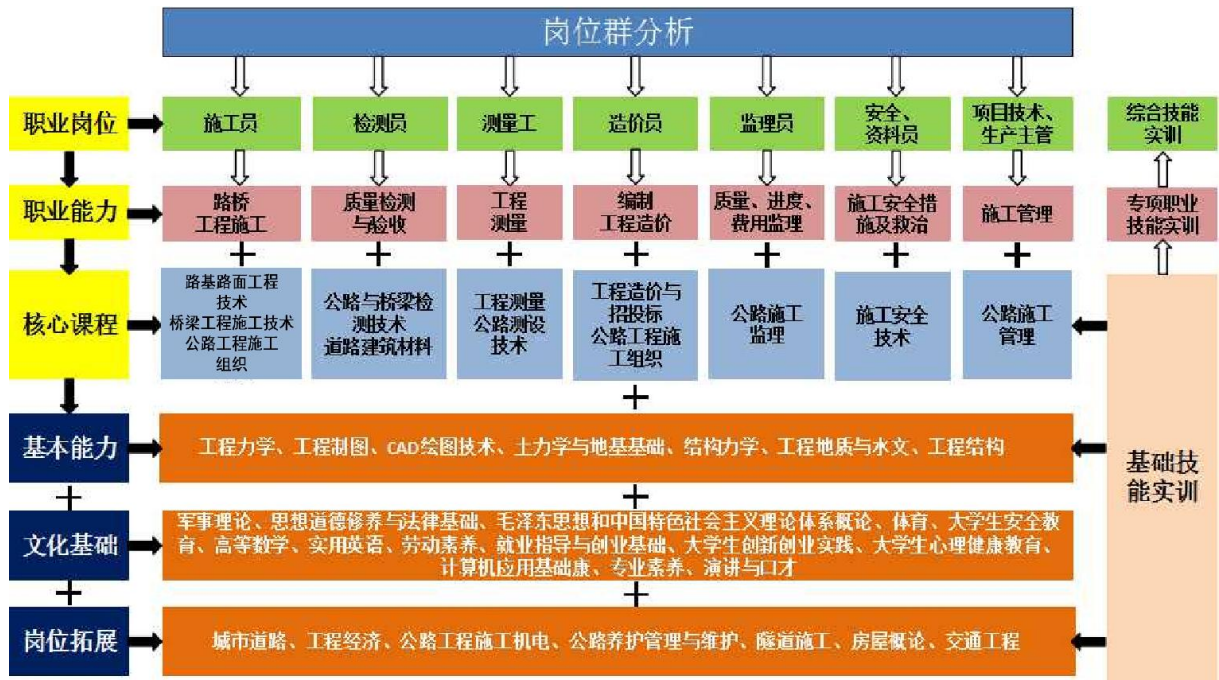 岗位群分析
职业岗位
施工员
检测员
测量工
造价员
监理员
安全、
资料员
项目技术、
生产主管
综合技能
实训
职业能力
路桥
工程施工
质量检测
与验收
工程
测量
编制
工程造价
质量、进度、
费用监理
施工安全措
施及救治
施工管理
专项职业
技能实训
核心课程
路基路面工程
技术
桥梁工程施工技术
公路工程施工
组织
公路与桥梁检
测技术
道路建筑材料
工程测量
公路测设
技术
工程造价与
招投标
公路工程施
工组织
公路施工
监理
施工安全
技术
公路施工
管理
基本能力
工程力学、工程制图、CAD绘图技术、土力学与地基基础、结构力学、工程地质与水文、工程结构
基础技
能实训
文化基础
军事理论、思想道德修养与法律基础、毛泽东思想和中国特色社会主义理论体系概论、体育、大学生安全教
育、高等数学、实用英语、劳动素养、就业指导与创业基础、大学生创新创业实践、大学生心理健康教育、
计算机应用基础康、专业素养、演讲与口才
岗位拓展
城市道路、工程经济、公路工程施工机电、公路养护管理与维护、隧道施工、房屋概论、交通工程